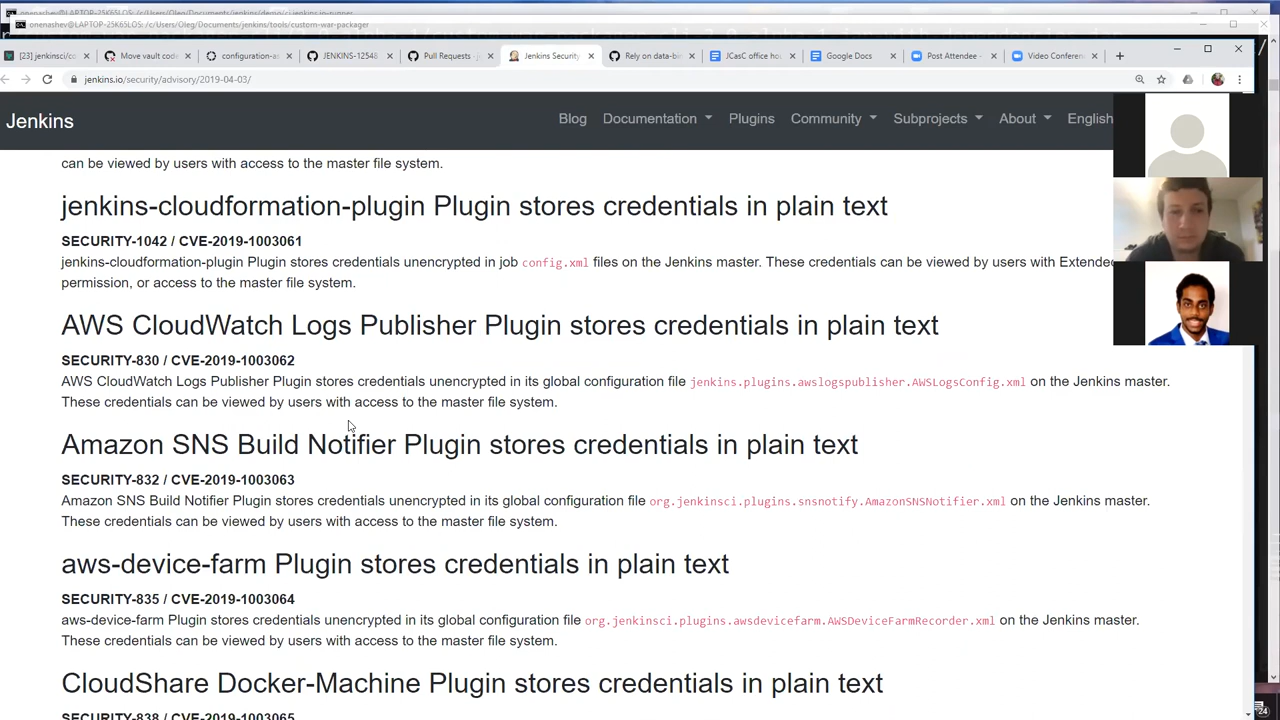 onenashev@LAPTOP-25K65LOS: /c/Users/Oleg/Documents/jenkins/tools/custom-war-packager
[23] jenkinsci/co
Move vault code
configuration-as
JENKINS-12548
Pull Requests · j
Jenkins Security
Rely on data-bin
JCasC office hou
Google Docs
Post Attendee -
Video Conferen
jenkins.io/security/advisory/2019-04-03/
Jenkins
Blog
Documentation
Plugins
Community
Subprojects
About
English
can be viewed by users with access to the master file system.
jenkins-cloudformation-plugin Plugin stores credentials in plain text
SECURITY-1042 / CVE-2019-1003061
jenkins-cloudformation-plugin Plugin stores credentials unencrypted in job config.xml files on the Jenkins master. These credentials can be viewed by users with Extended
permission, or access to the master file system.
AWS CloudWatch Logs Publisher Plugin stores credentials in plain text
SECURITY-830 / CVE-2019-1003062
AWS CloudWatch Logs Publisher Plugin stores credentials unencrypted in its global configuration file jenkins.plugins.awslogspublisher.AWSLogsConfig.xml on the Jenkins master.
These credentials can be viewed by users with access to the master file system.
Amazon SNS Build Notifier Plugin stores credentials in plain text
SECURITY-832 / CVE-2019-1003063
Amazon SNS Build Notifier Plugin stores credentials unencrypted in its global configuration file org.jenkinsci.plugins.snsnotify.AmazonSNSNotifier.xml on the Jenkins master.
These credentials can be viewed by users with access to the master file system.
aws-device-farm Plugin stores credentials in plain text
SECURITY-835 / CVE-2019-1003064
aws-device-farm Plugin stores credentials unencrypted in its global configuration file org.jenkinsci.plugins.awsdevicefarm.AWSDeviceFarmRecorder.xml on the Jenkins master.
These credentials can be viewed by users with access to the master file system.
CloudShare Docker-Machine Plugin stores credentials in plain text
SECURITY-838 / CVE-2019-1003065
24